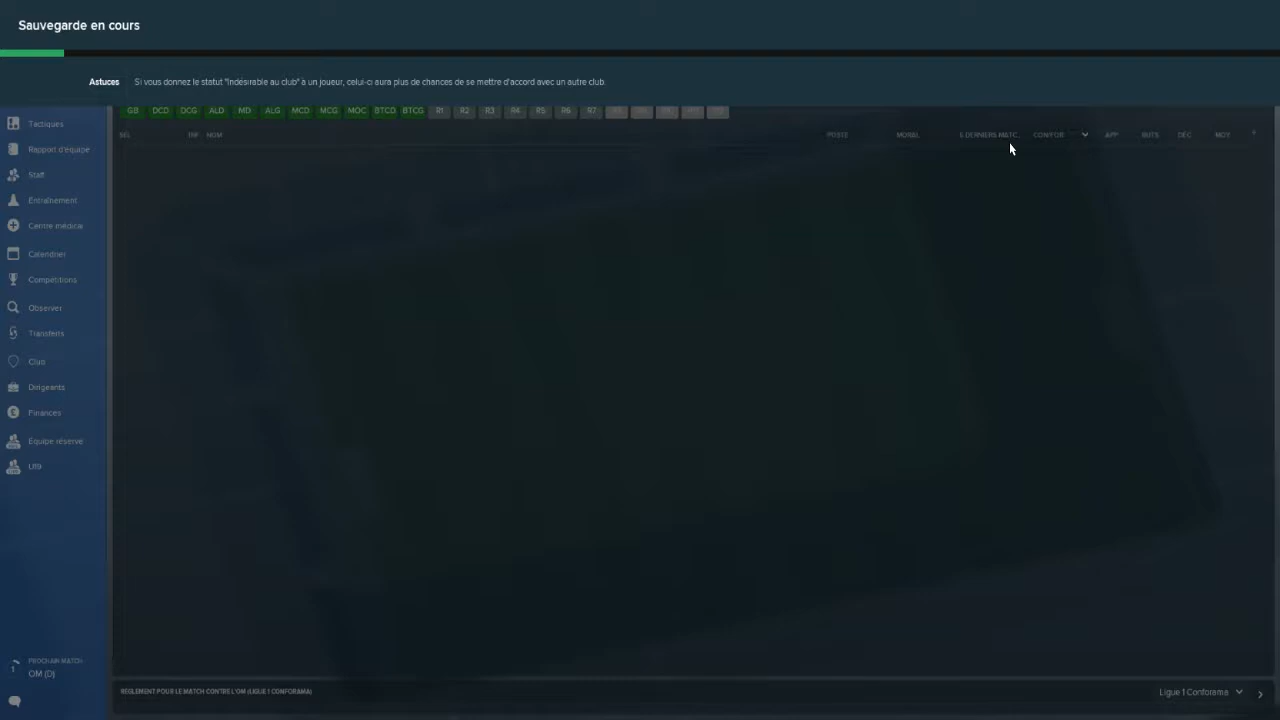 Sauvegarde en cours
Astuces Si vous donnez le statut "Indésirable au club" à un joueur, celui-ci aura plus de chances de se mettre d'accord avec un autre club.
GB DCD DCG ALD MD ALG MCD MCG MOC BTCD BTCG R1 R2 R3 R4 R5 R6 R7
SÉL NOM POSTE MORAL 5 DERNIERS MATC... APP BUTS DÉC MOY
Tactiques
Rapport d'équipe
Staff
Entraînement
Centre médical
Calendrier
Compétitions
Observer
Transferts
Club
Dirigeants
Finances
Équipe réserve
U19
PROCHAIN MATCH
OM (D)
RÈGLEMENT POUR LE MATCH CONTRE L'OM (LIGUE 1 CONFORAMA)
Ligue 1 Conforama